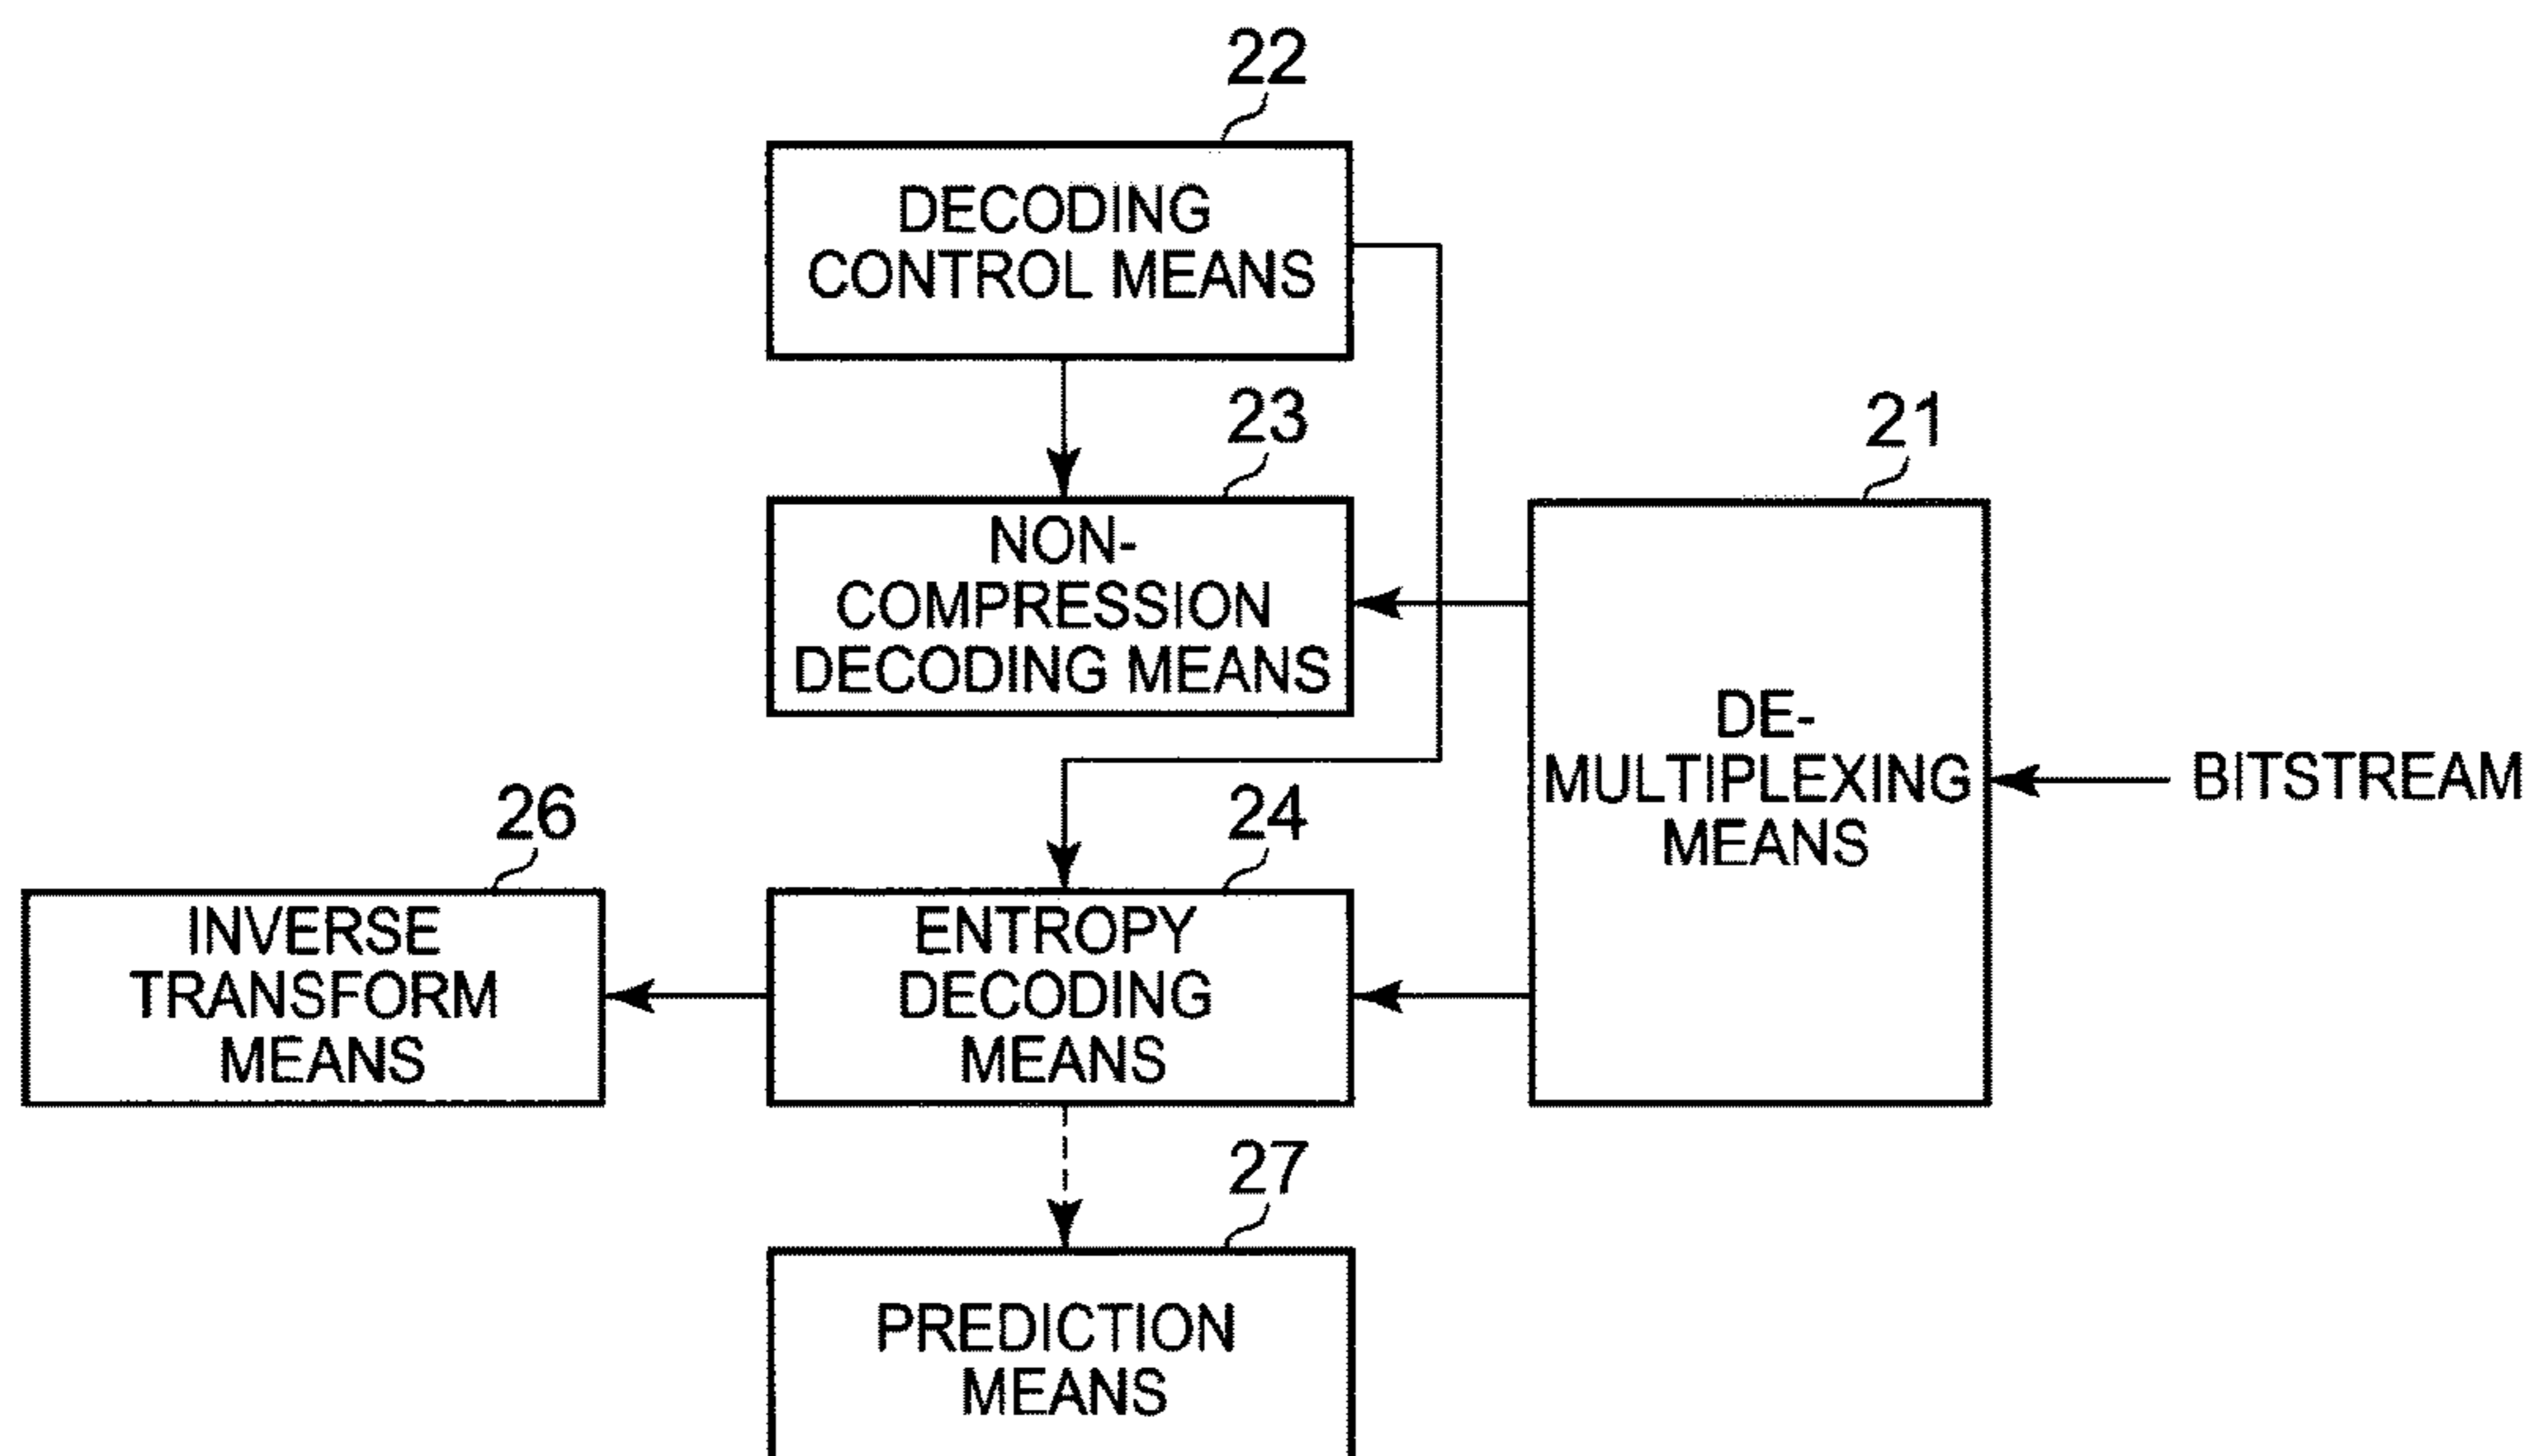 22
DECODING
CONTROL MEANS
23
NON-
COMPRESSION
DECODING MEANS
21
DE-
MULTIPLEXING
MEANS
BITSTREAM
26
INVERSE
TRANSFORM
MEANS
24
ENTROPY
DECODING
MEANS
27
PREDICTION
MEANS